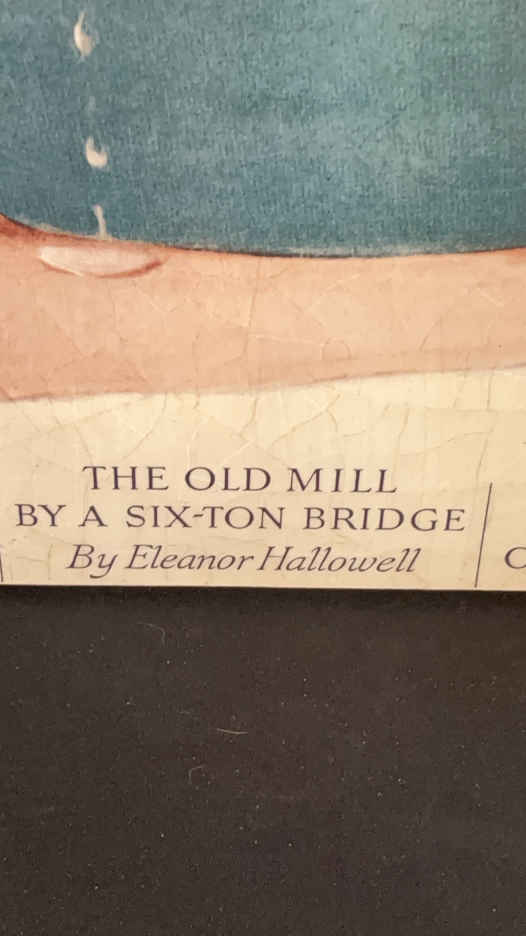 THE OLD MILL
BY A SIX-TON BRIDGE
By Eleanor Hallowell